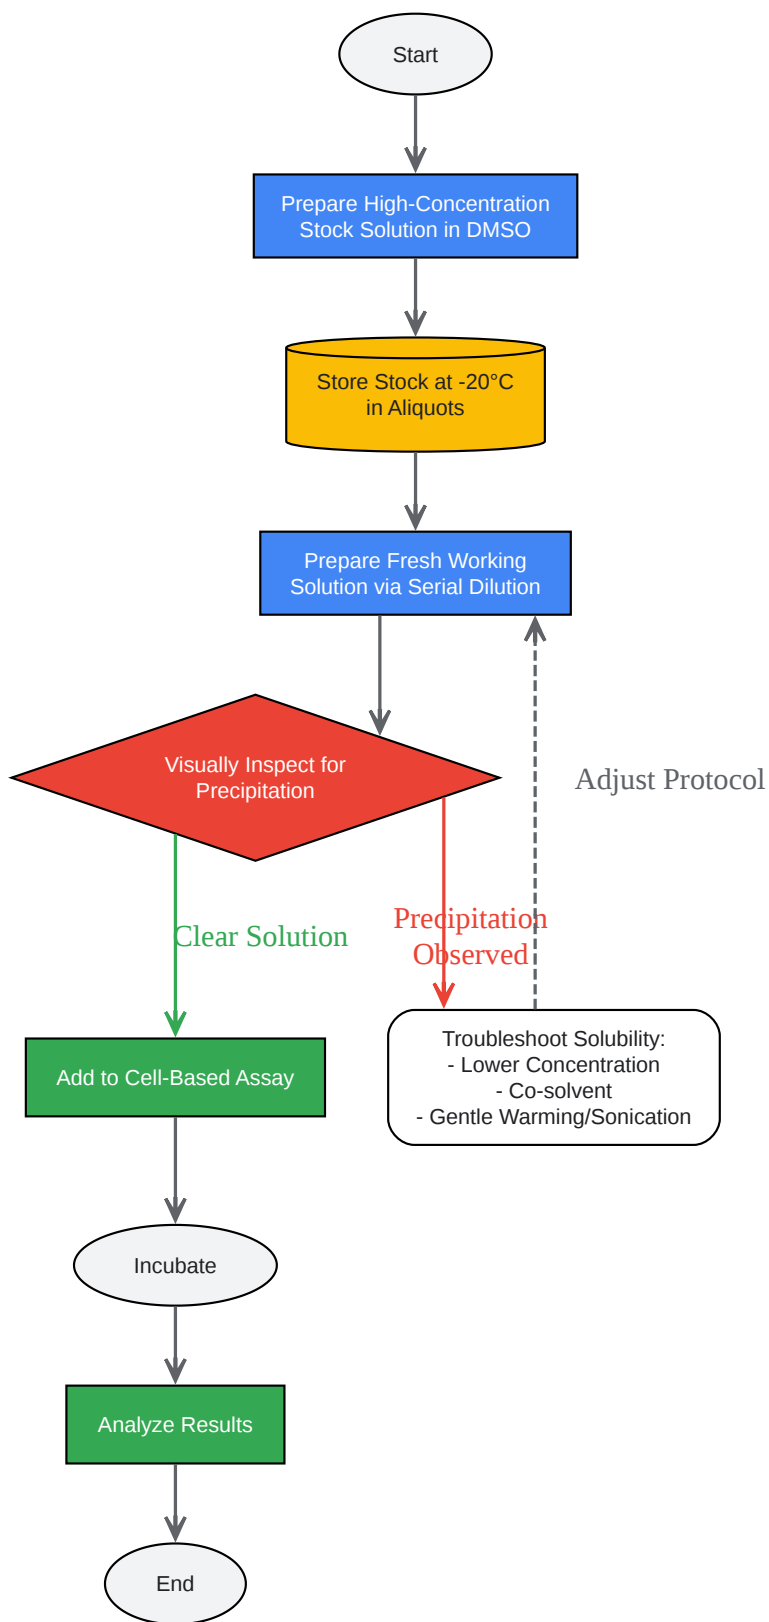 Start
Prepare High-Concentration
Stock Solution in DMSO
Store Stock at -20°C
in Aliquots
Prepare Fresh Working
Solution via Serial Dilution
Visually Inspect for
Precipitation
Adjust Protocol
Clear Solution
Precipitation
Observed
Troubleshoot Solubility:
- Lower Concentration
- Co-solvent
- Gentle Warming/Sonication
Add to Cell-Based Assay
Incubate
Analyze Results
End